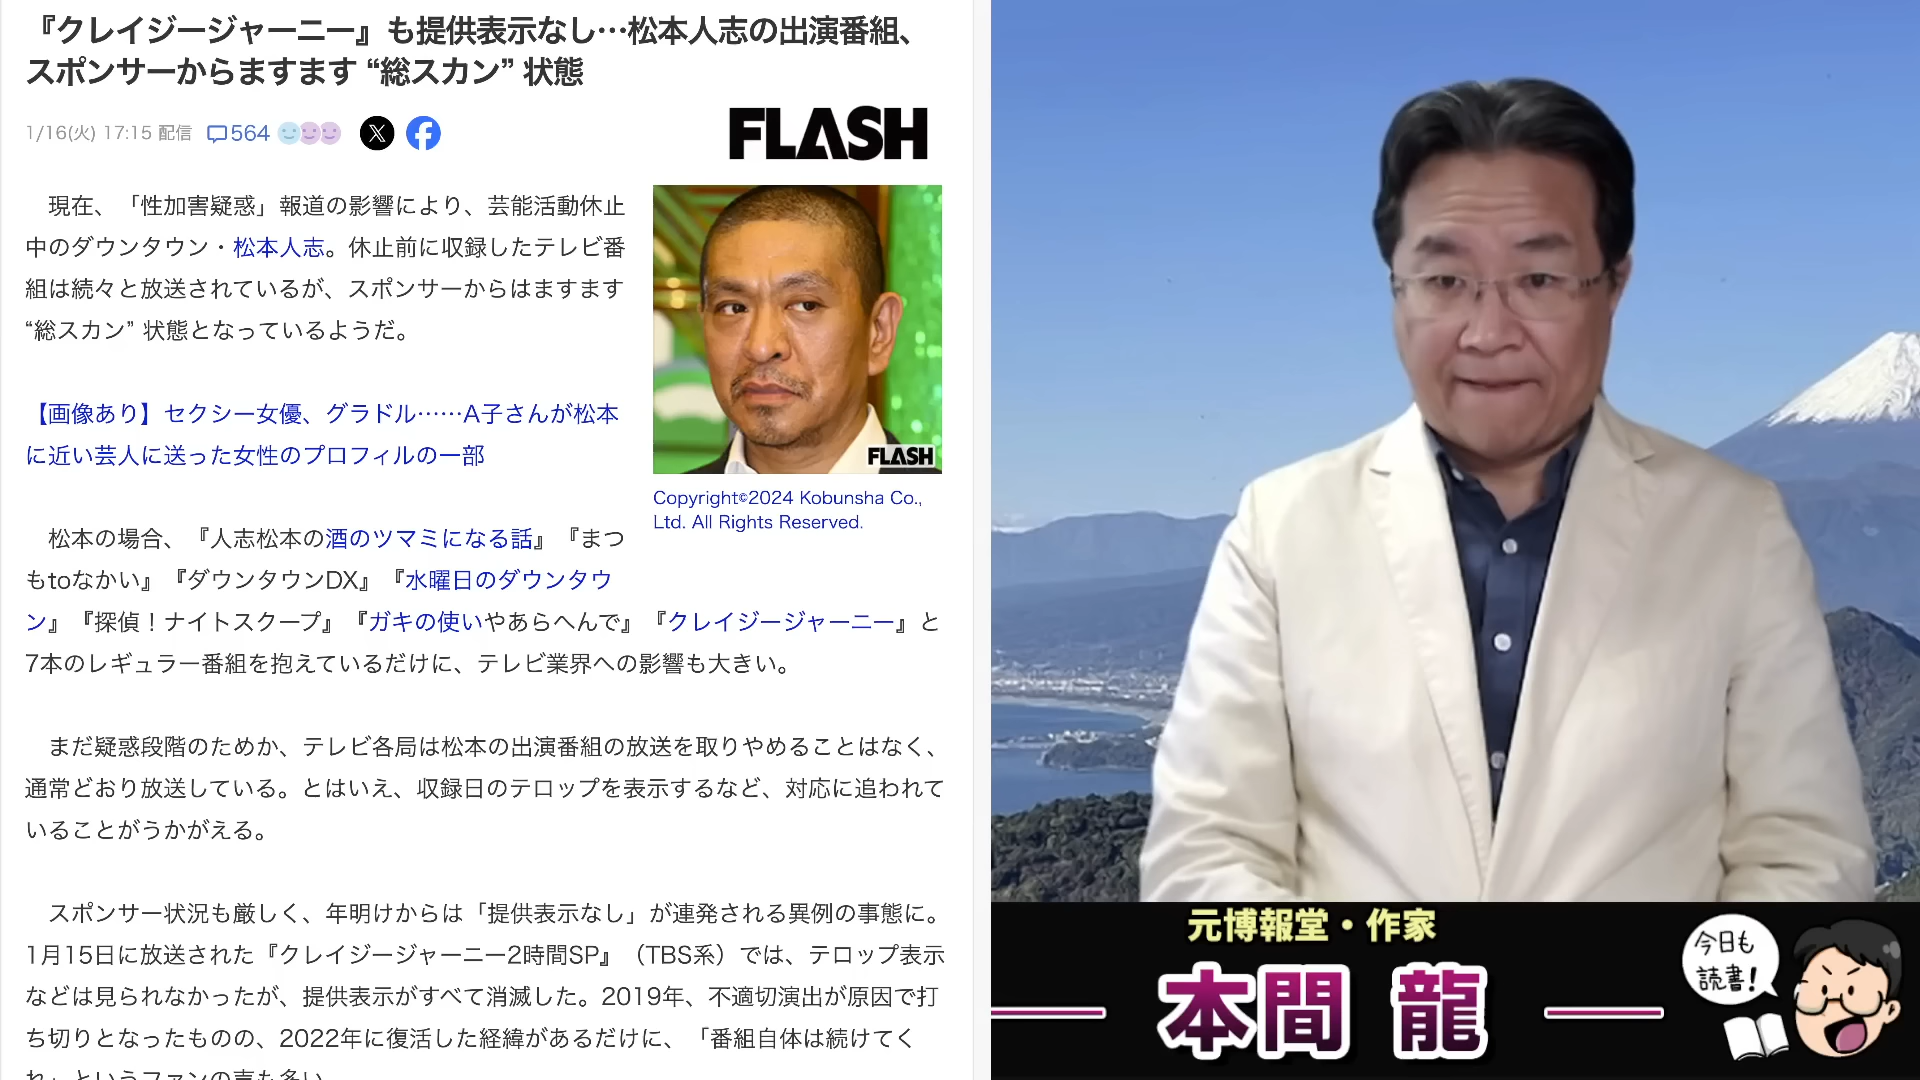 『クレイジージャーニー』も提供表示なし…松本人志の出演番組、
スポンサーからますます “総スカン” 状態
1/16(火) 17:15 配信
564
FLASH
現在、「性加害疑惑」報道の影響により、芸能活動休止
中のダウンタウン・松本人志。休止前に収録したテレビ番
組は続々と放送されているが、スポンサーからはますます
“総スカン” 状態となっているようだ。
FLASH
Copyright©2024 Kobunsha Co.,
Ltd. All Rights Reserved.
【画像あり】セクシー女優、グラドル……A子さんが松本
に近い芸人に送った女性のプロフィルの一部
松本の場合、『人志松本の酒のツマミになる話』『まつ
もtoなかい』『ダウンタウンDX』『水曜日のダウンタウ
ン』『探偵！ナイトスクープ』『ガキの使いやあらへんで』『クレイジージャーニー』と
7本のレギュラー番組を抱えているだけに、テレビ業界への影響も大きい。
まだ疑惑段階のためか、テレビ各局は松本の出演番組の放送を取りやめることはなく、
通常どおり放送している。とはいえ、収録日のテロップを表示するなど、対応に追われて
いることがうかがえる。
スポンサー状況も厳しく、年明けからは「提供表示なし」が連発される異例の事態に。
1月15日に放送された『クレイジージャーニー2時間SP』（TBS系）では、テロップ表示
などは見られなかったが、提供表示がすべて消滅した。2019年、不適切演出が原因で打
ち切りとなったものの、2022年に復活した経緯があるだけに、「番組自体は続けてく
れ」というファンの声も多い
元博報堂・作家
本間 龍
今日も
読書！